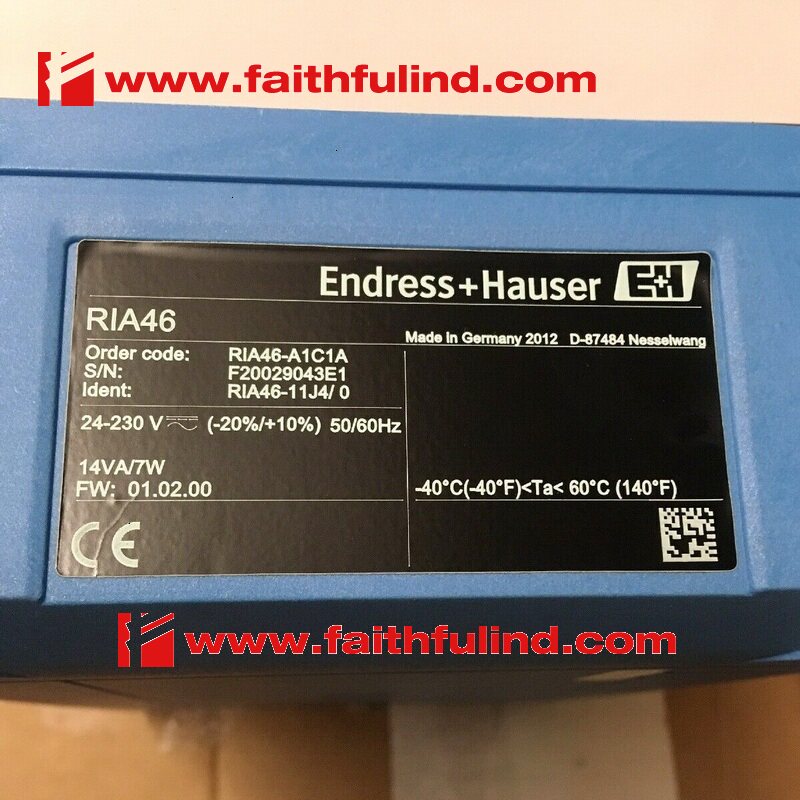 www.faithfulind.com
Endress+Hauser E+H
RIA46
Made in Germany 2012 D-87484 Nesselwang
Order code: RIA46-A1C1A
S/N: F20029043E1
Ident: RIA46-11J4/ 0
24-230 V⎓~ (-20%/+10%) 50/60Hz
14VA/7W
FW: 01.02.00
-40°C(-40°F)<Ta< 60°C (140°F)
CE
www.faithfulind.com